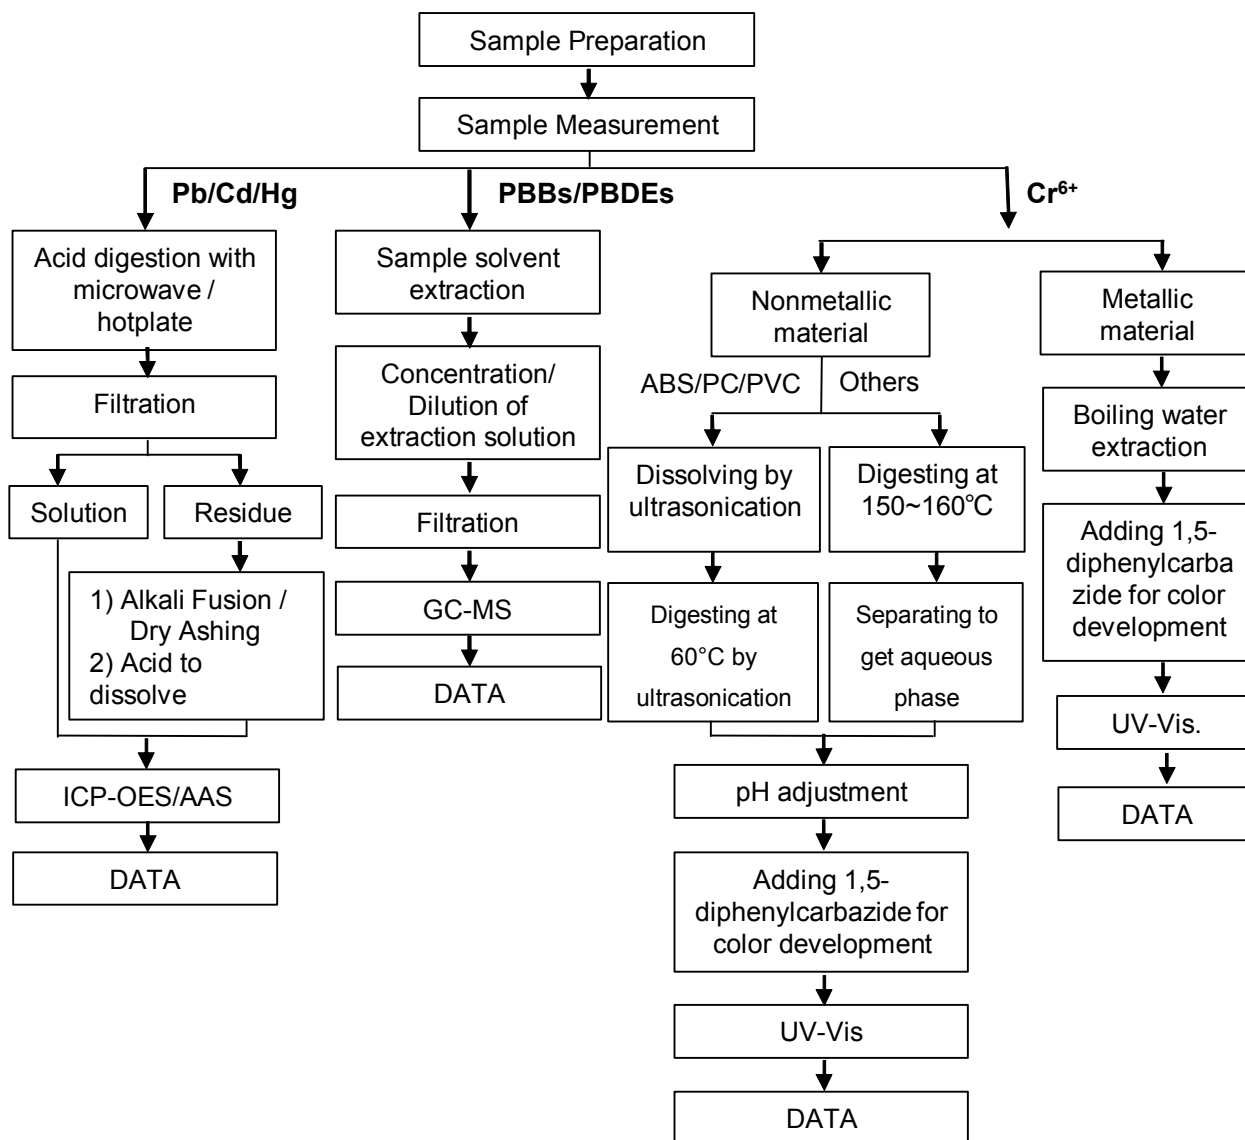 Sample Preparation
Sample Measurement
Pb/Cd/Hg
PBBs/PBDEs
Cr⁶⁺
Acid digestion with
microwave /
hotplate
Filtration
Solution
Residue
1) Alkali Fusion /
Dry Ashing
2) Acid to
dissolve
ICP-OES/AAS
DATA
Sample solvent
extraction
Concentration/
Dilution of
extraction solution
Filtration
GC-MS
DATA
Nonmetallic
material
ABS/PC/PVC
Others
Dissolving by
ultrasonication
Digesting at
60°C by
ultrasonication
Digesting at
150~160℃
Separating to
get aqueous
phase
pH adjustment
Adding 1,5-
diphenylcarbazide for
color development
UV-Vis
DATA
Metallic
material
Boiling water
extraction
Adding 1,5-
diphenylcarba
zide for color
development
UV-Vis.
DATA